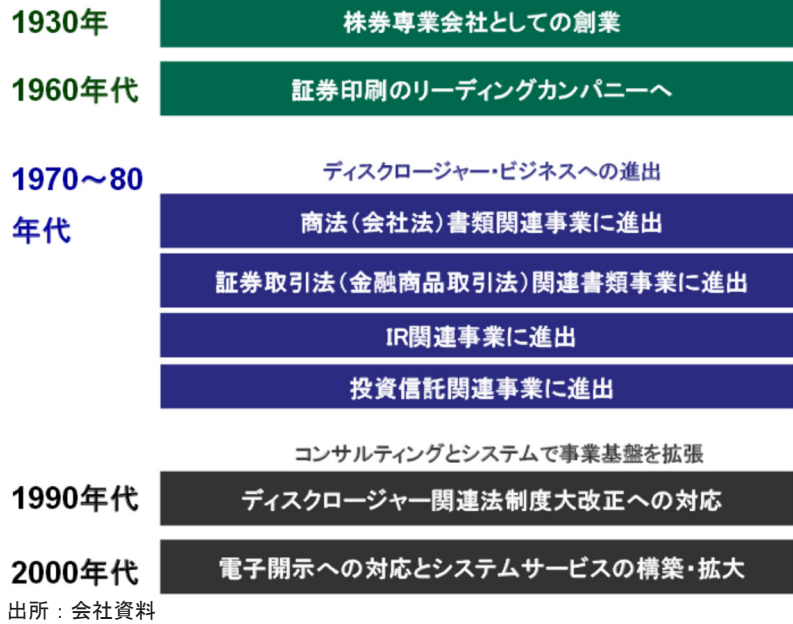 1930年 株券専業会社としての創業
1960年代 証券印刷のリーディングカンパニーへ
ディスクロージャー・ビジネスへの進出
1970～80
年代
商法（会社法）書類関連事業に進出
証券取引法（金融商品取引法）関連書類事業に進出
IR関連事業に進出
投資信託関連事業に進出
コンサルティングとシステムで事業基盤を拡張
1990年代 ディスクロージャー関連法制度大改正への対応
2000年代 電子開示への対応とシステムサービスの構築・拡大
出所：会社資料